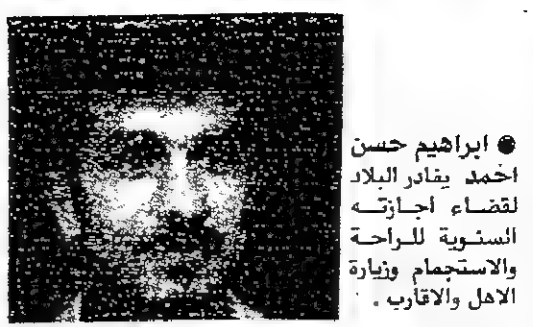 ● ابراهيم حسن
احمد يغادر البلاد
لقضاء اجازته
السنوية للراحة
والاستجمام وزيارة
الاهل والاقارب .